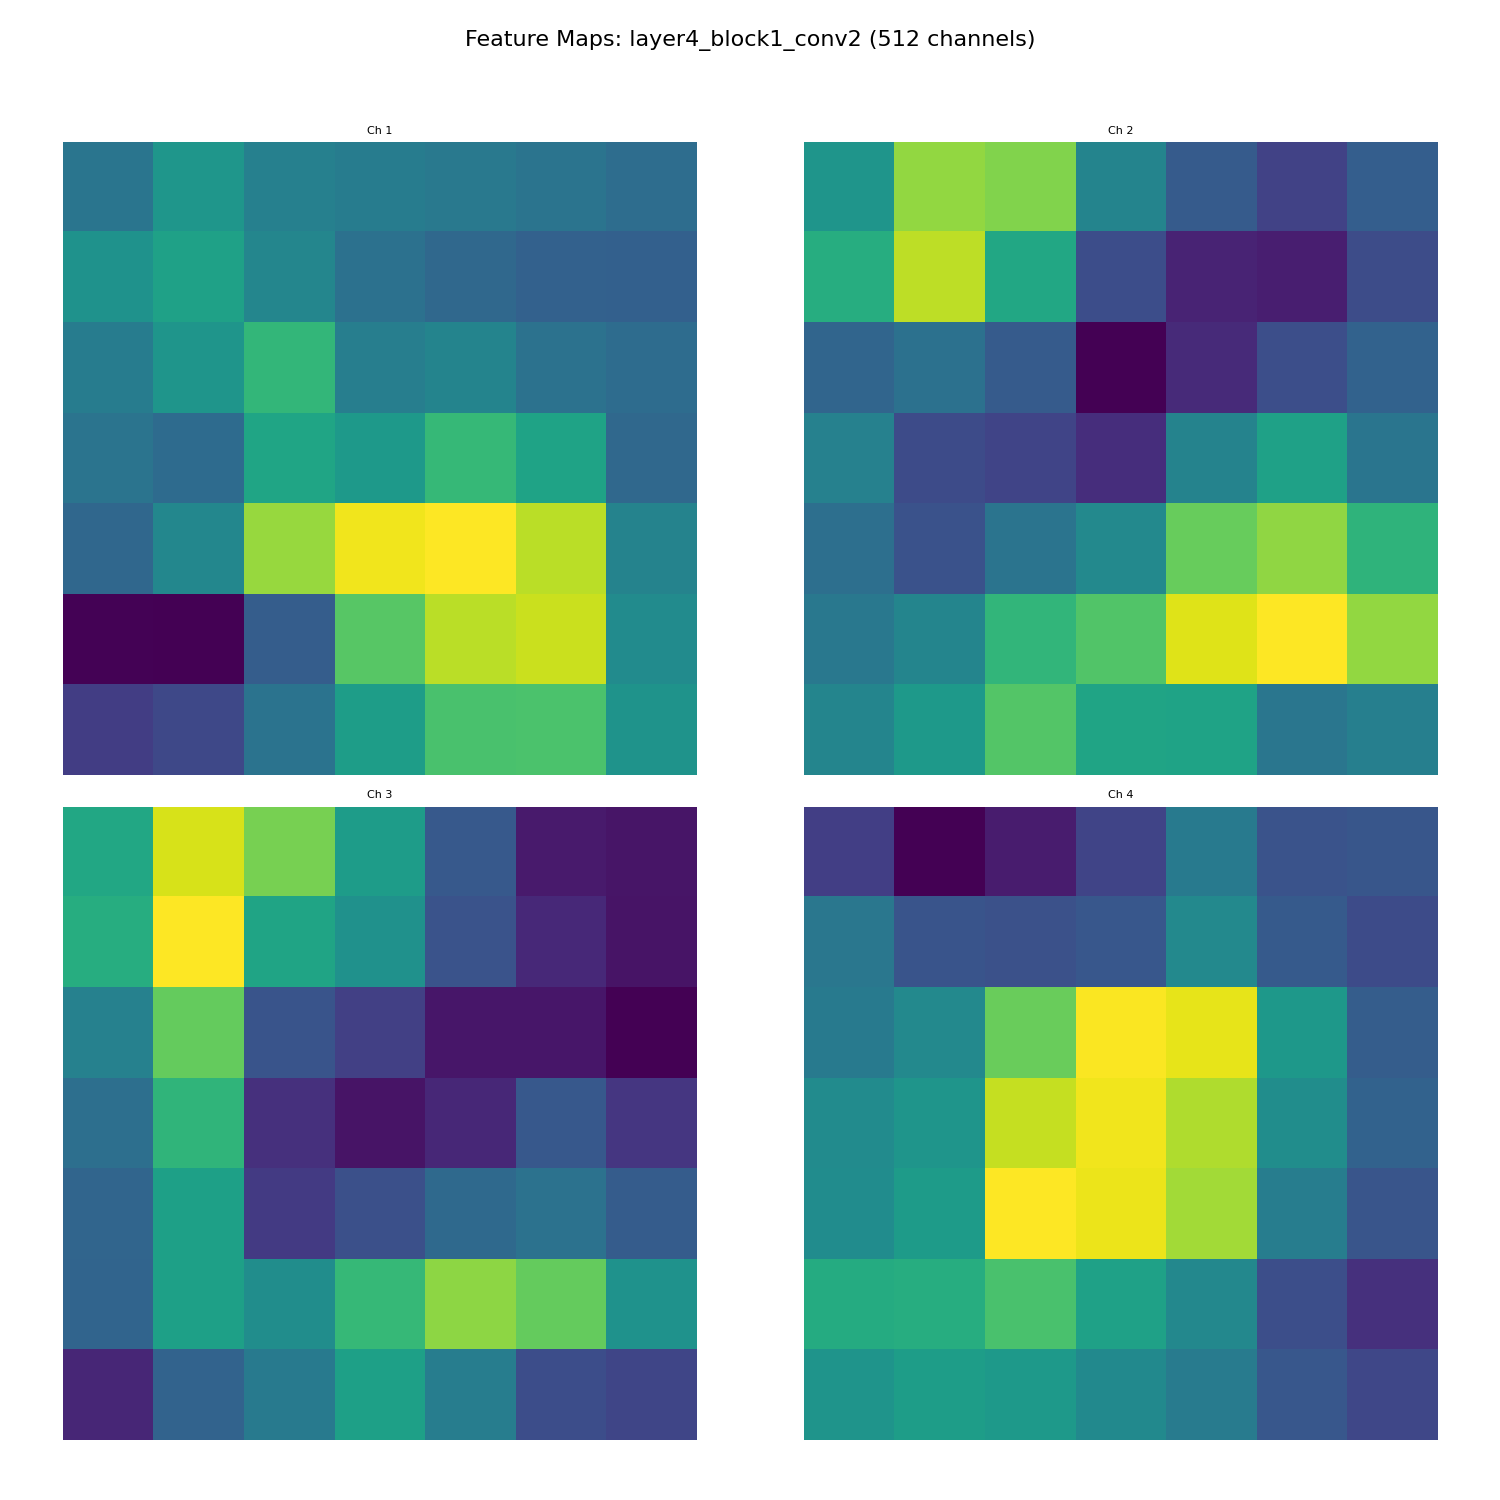 Feature Maps: layer4_block1_conv2 (512 channels)
Ch 1
Ch 2
Ch 3
Ch 4